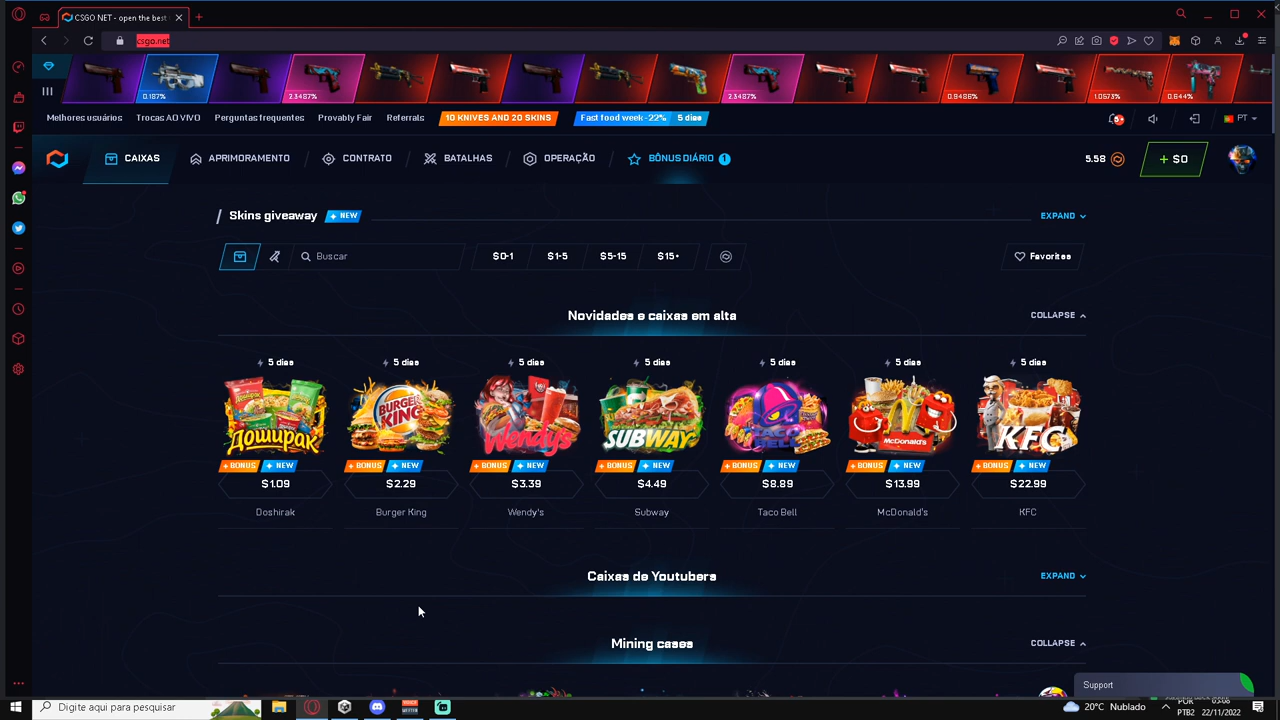 CSGO NET - open the best
csgo.net
0.187%
2.3487%
2.3487%
0.9486%
1.0573%
0.644%
Melhores usuários Trocas AO VIVO Perguntas frequentes Provably Fair Referrals 10 KNIVES AND 20 SKINS Fast food week -22% 5 dias 5+ PT
CAIXAS APRIMORAMENTO CONTRATO BATALHAS OPERAÇÃO BÔNUS DIÁRIO 1 5.58 + $0
Skins giveaway NEW EXPAND
Buscar $0-1 $1-5 $5-15 $15+ Favorites
Novidades e caixas em alta COLLAPSE
5 dias 5 dias 5 dias 5 dias 5 dias 5 dias 5 dias
Доширак BURGER KING Wendy's SUBWAY TACO BELL McDonald's KFC
+ BONUS NEW + BONUS NEW + BONUS NEW + BONUS NEW + BONUS NEW + BONUS NEW + BONUS NEW
$1.09 $2.29 $3.39 $4.49 $8.89 $13.99 $22.99
Doshirak Burger King Wendy's Subway Taco Bell McDonald's KFC
Caixas de Youtubers EXPAND
Mining cases COLLAPSE
Support
Digite aqui para pesquisar 20°C Nublado POR
PTB2 22/11/2022